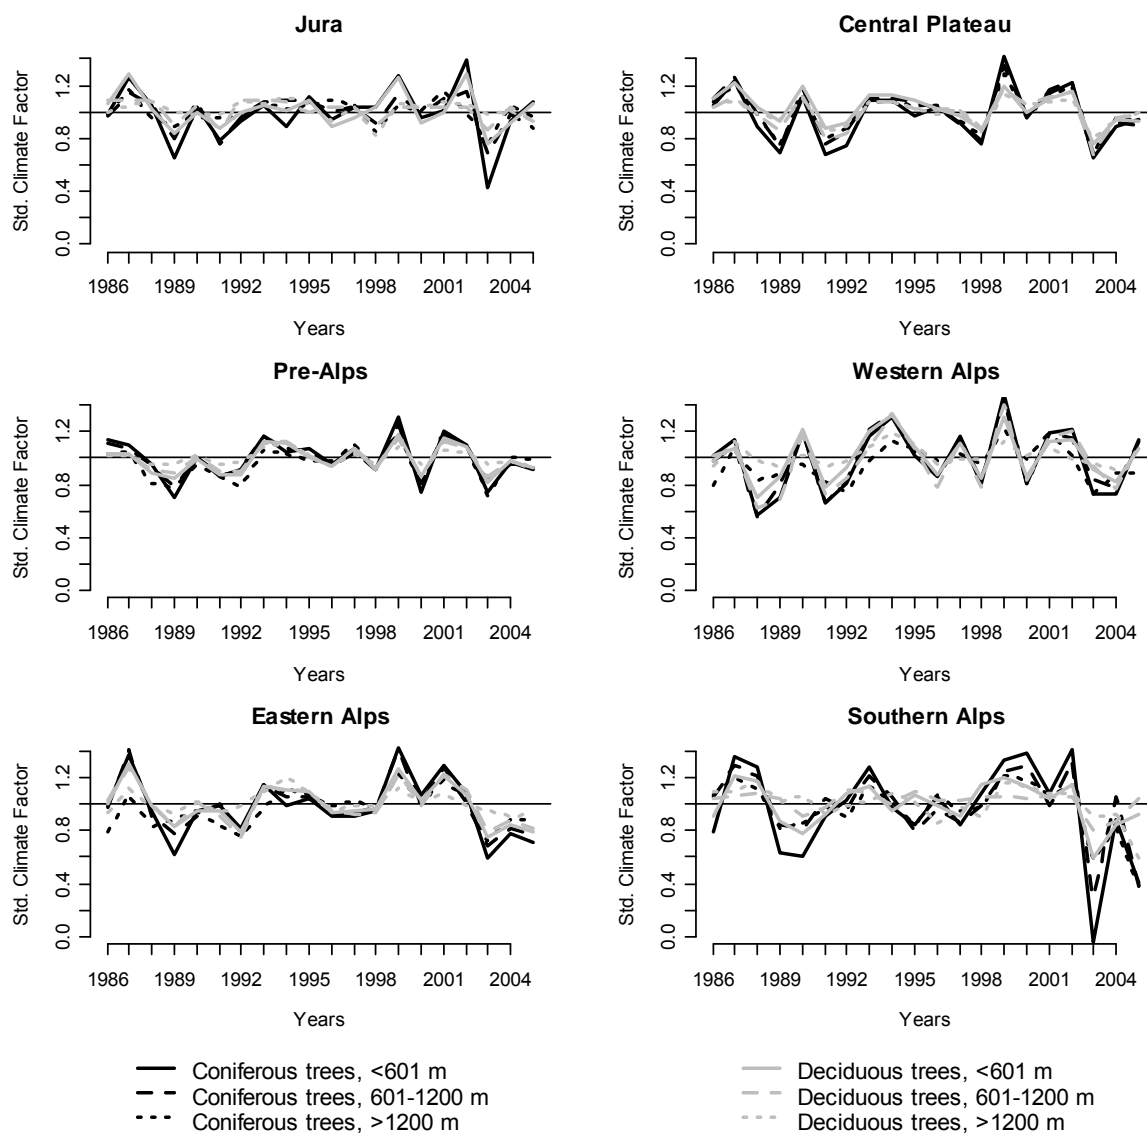 Jura
Std. Climate Factor
0.0 0.4 0.8 1.2
1986 1989 1992 1995 1998 2001 2004
Years
Central Plateau
Std. Climate Factor
0.0 0.4 0.8 1.2
1986 1989 1992 1995 1998 2001 2004
Years
Pre-Alps
Std. Climate Factor
0.0 0.4 0.8 1.2
1986 1989 1992 1995 1998 2001 2004
Years
Western Alps
Std. Climate Factor
0.0 0.4 0.8 1.2
1986 1989 1992 1995 1998 2001 2004
Years
Eastern Alps
Std. Climate Factor
0.0 0.4 0.8 1.2
1986 1989 1992 1995 1998 2001 2004
Years
Southern Alps
Std. Climate Factor
0.0 0.4 0.8 1.2
1986 1989 1992 1995 1998 2001 2004
Years
Coniferous trees, <601 m
Coniferous trees, 601-1200 m
Coniferous trees, >1200 m
Deciduous trees, <601 m
Deciduous trees, 601-1200 m
Deciduous trees, >1200 m